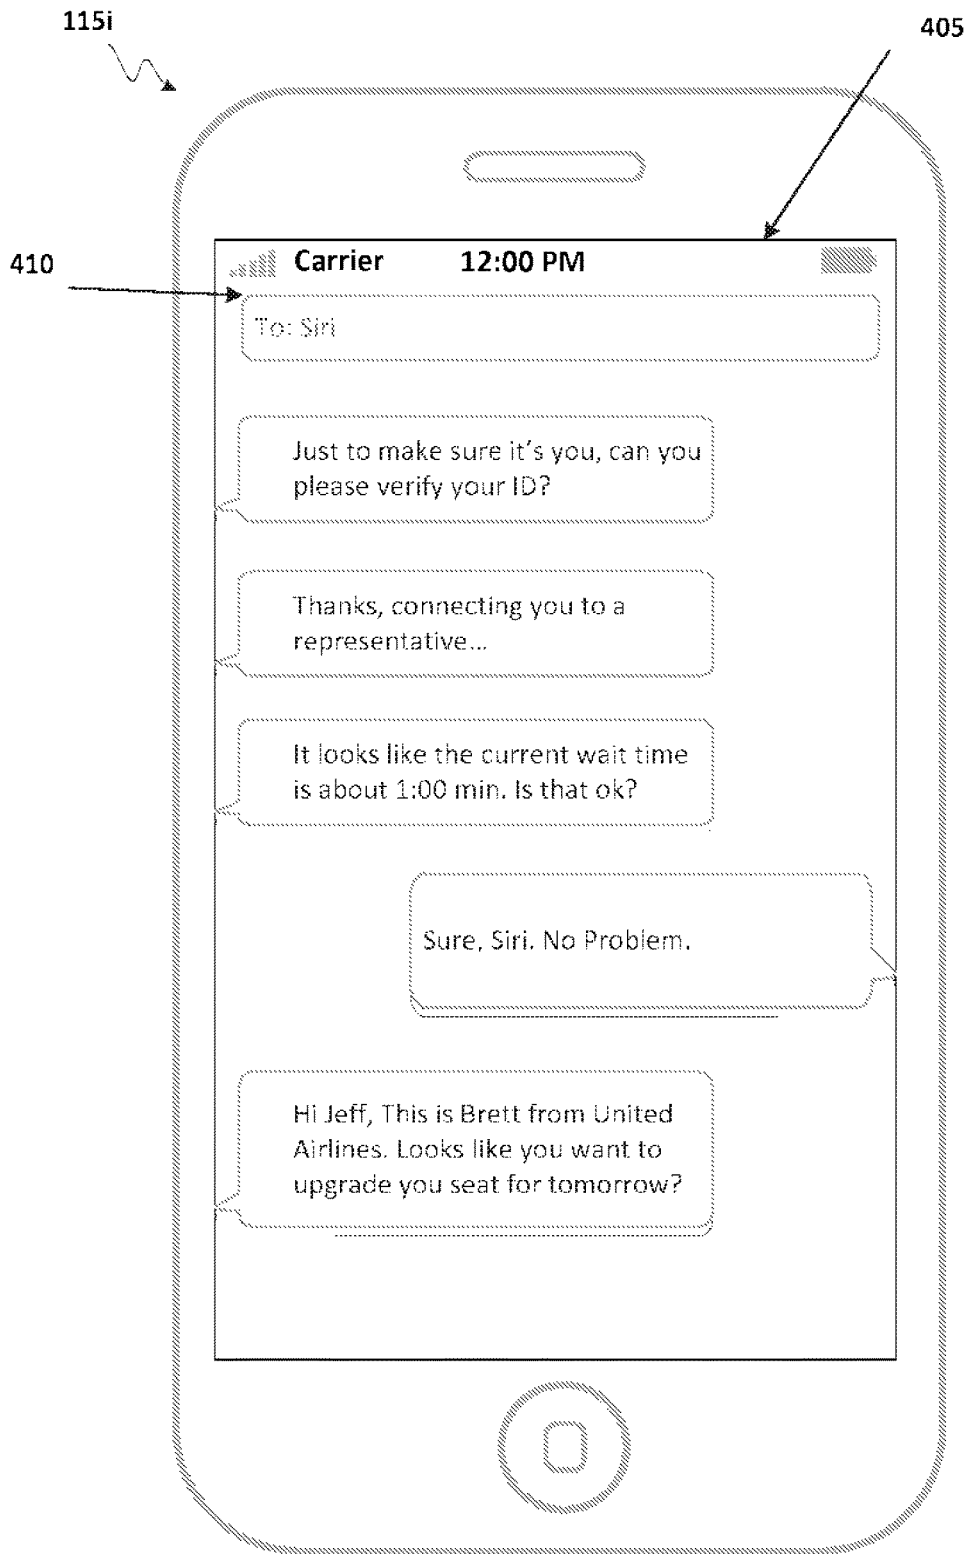 115i
405
410
Carrier 12:00 PM
To: Siri
Just to make sure it's you, can you
please verify your ID?
Thanks, connecting you to a
representative...
It looks like the current wait time
is about 1:00 min. Is that ok?
Sure, Siri. No Problem.
Hi Jeff, This is Brett from United
Airlines. Looks like you want to
upgrade you seat for tomorrow?